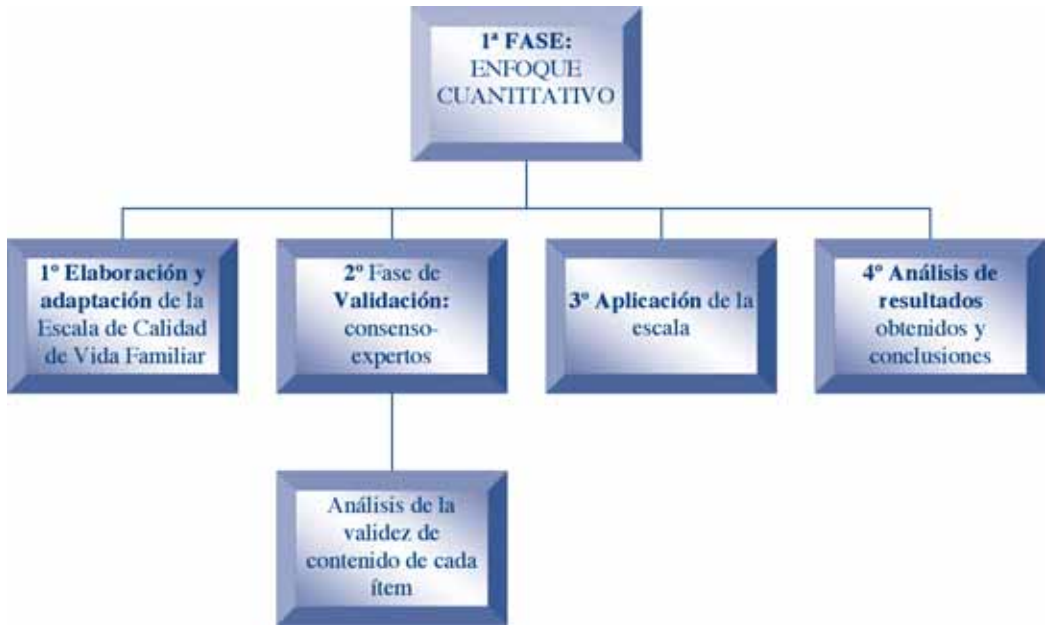 1ª FASE:
ENFOQUE
CUANTITATIVO
1º Elaboración y
adaptación de la
Escala de Calidad
de Vida Familiar
2º Fase de
Validación:
consenso-
expertos
3º Aplicación de la
escala
4º Análisis de
resultados
obtenidos y
conclusiones
Análisis de la
validez de
contenido de cada
ítem